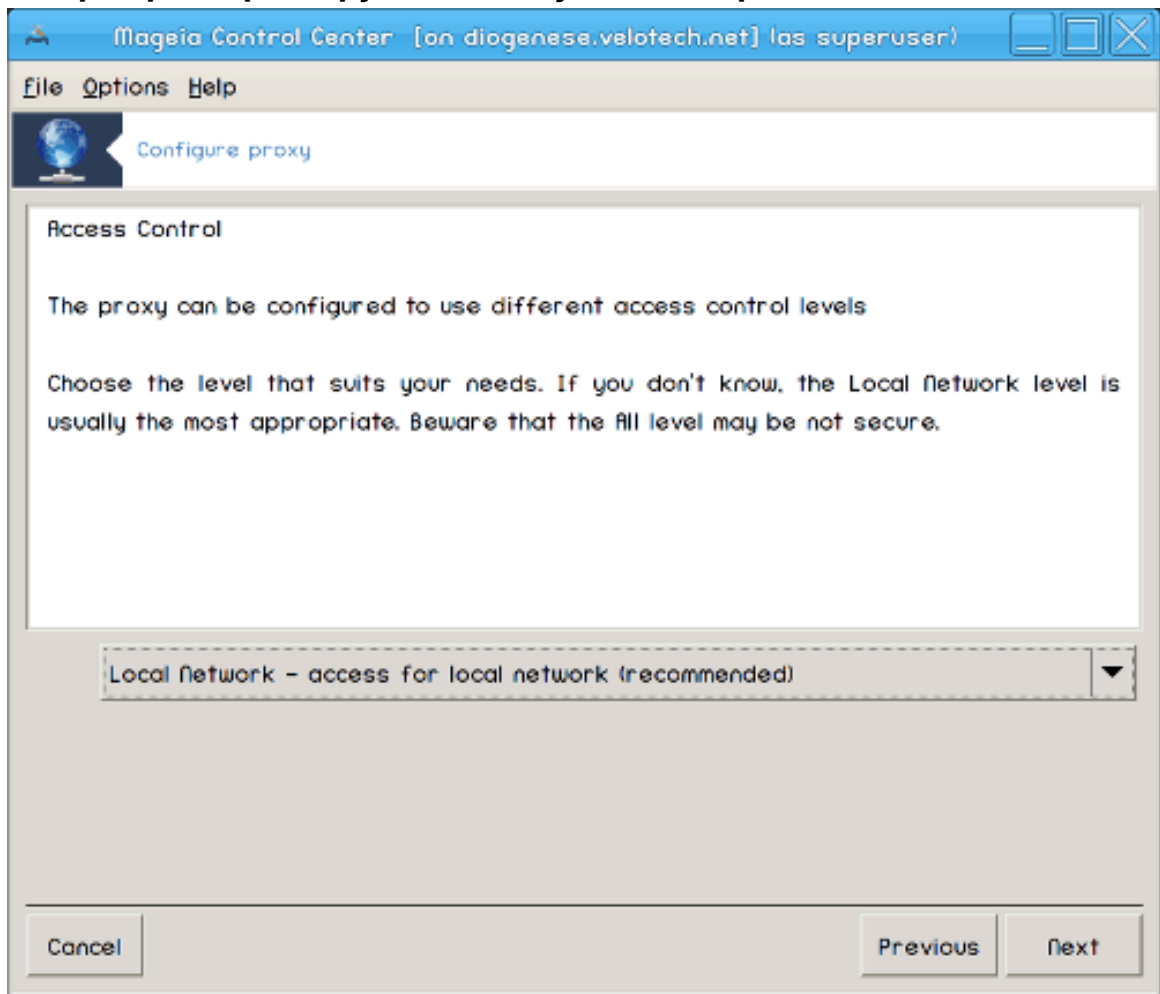 Mageia Control Center [on diogenese.velotech.net] (as superuser)
File Options Help
Configure proxy
Access Control
The proxy can be configured to use different access control levels
Choose the level that suits your needs. If you don't know, the Local Network level is
usually the most appropriate. Beware that the All level may be not secure.
Local Network - access for local network (recommended)
Cancel Previous Next